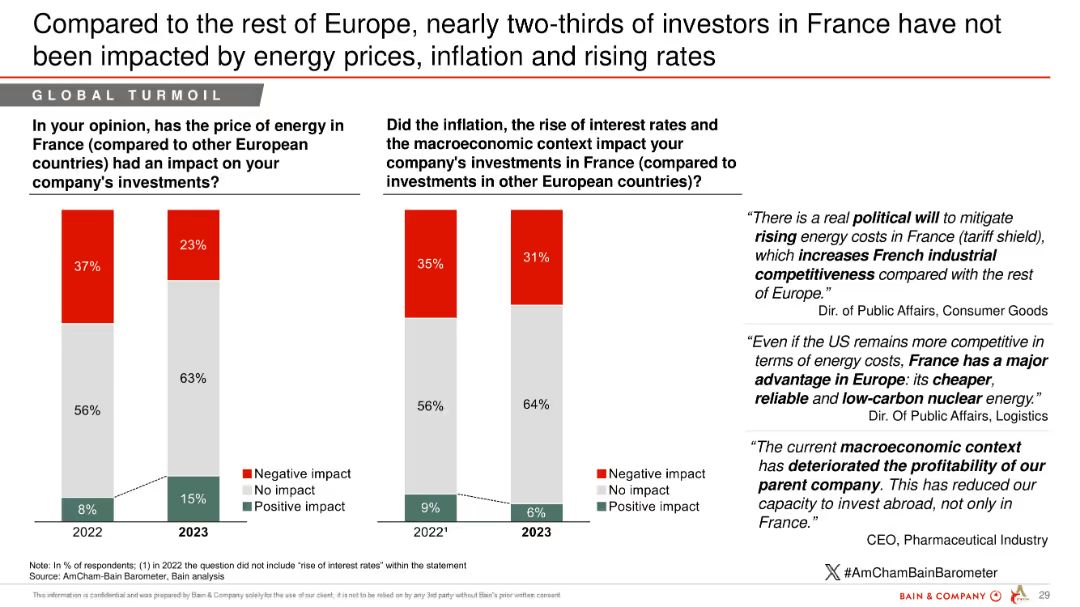 Compared to the rest of Europe, nearly two-thirds of investors in France have not
been impacted by energy prices, inflation and rising rates
GLOBAL TURMOIL
In your opinion, has the price of energy in
France (compared to other European
countries) had an impact on your
company's investments?
37%
56%
8%
2022
23%
63%
15%
2023
Negative impact
No impact
Positive impact
Did the inflation, the rise of interest rates and
the macroeconomic context impact your
company's investments in France (compared to
investments in other European countries)?
35%
56%
9%
2022¹
31%
64%
6%
2023
Negative impact
No impact
Positive impact
“There is a real political will to mitigate
rising energy costs in France (tariff shield),
which increases French industrial
competitiveness compared with the rest
of Europe.”
Dir. of Public Affairs, Consumer Goods
“Even if the US remains more competitive in
terms of energy costs, France has a major
advantage in Europe: its cheaper,
reliable and low-carbon nuclear energy.”
Dir. Of Public Affairs, Logistics
“The current macroeconomic context
has deteriorated the profitability of our
parent company. This has reduced our
capacity to invest abroad, not only in
France.”
CEO, Pharmaceutical Industry
Note: In % of respondents; (1) in 2022 the question did not include “rise of interest rates” within the statement
Source: AmCham-Bain Barometer, Bain analysis
#AmChamBainBarometer
This information is confidential and was prepared by Bain & Company solely for the use of our client; it is not to be relied on by any 3rd party without Bain's prior written consent
BAIN & COMPANY
29